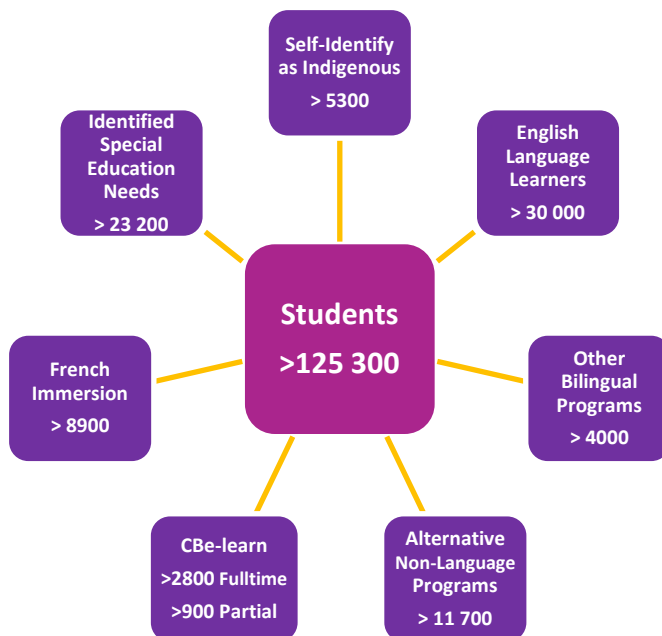 Self-Identify
as Indigenous
> 5300
Identified
Special
Education
Needs
> 23 200
English
Language
Learners
> 30 000
Students
>125 300
French
Immersion
> 8900
Other
Bilingual
Programs
> 4000
CBe-learn
>2800 Fulltime
>900 Partial
Alternative
Non-Language
Programs
> 11 700